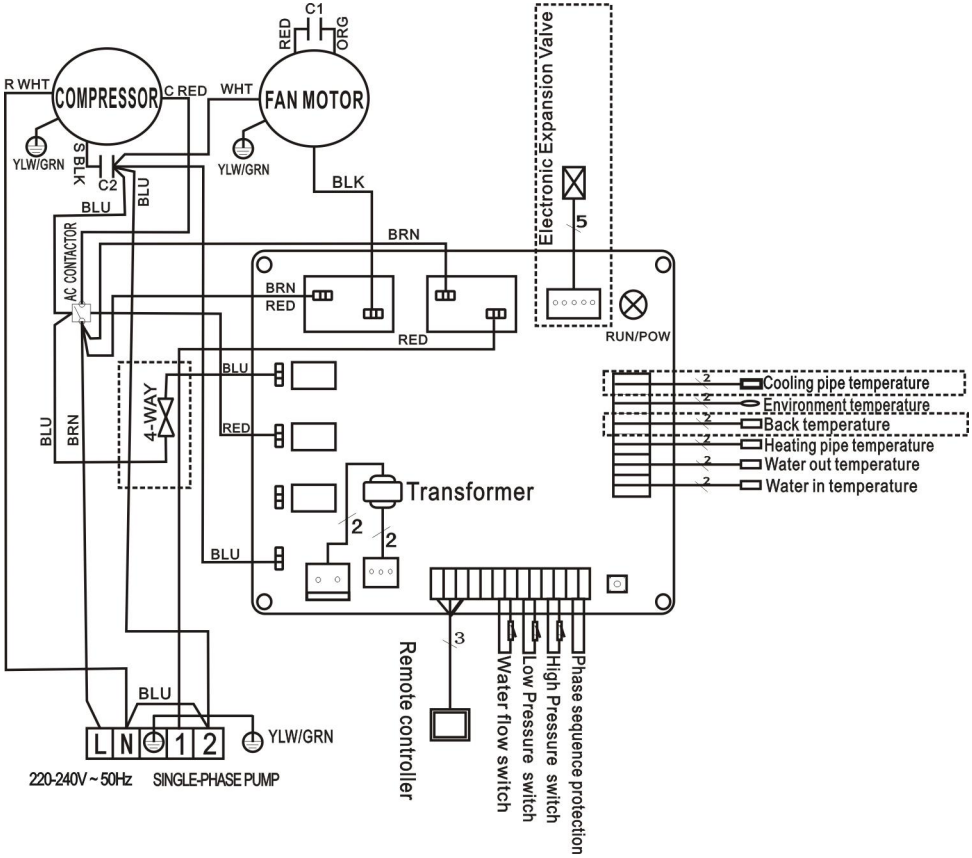 C1
RED
ORG
R WHT
COMPRESSOR
C RED
WHT
FAN MOTOR
YLW/GRN
YLW/GRN
S BLK
C2
BLU
BLU
BLK
Electronic Expansion Valve
5
AC CONTACTOR
BRN
BRN
RED
RED
RUN/POW
BLU
4-WAY
BLU
BRN
RED
BLU
2
Cooling pipe temperature
2
Environment temperature
2
Back temperature
2
Heating pipe temperature
2
Water out temperature
2
Water in temperature
Transformer
2
2
3
Remote controller
Water flow switch
Low Pressure switch
High Pressure switch
Phase sequence protection
BLU
L N 1 2
YLW/GRN
220-240V ~ 50Hz SINGLE-PHASE PUMP